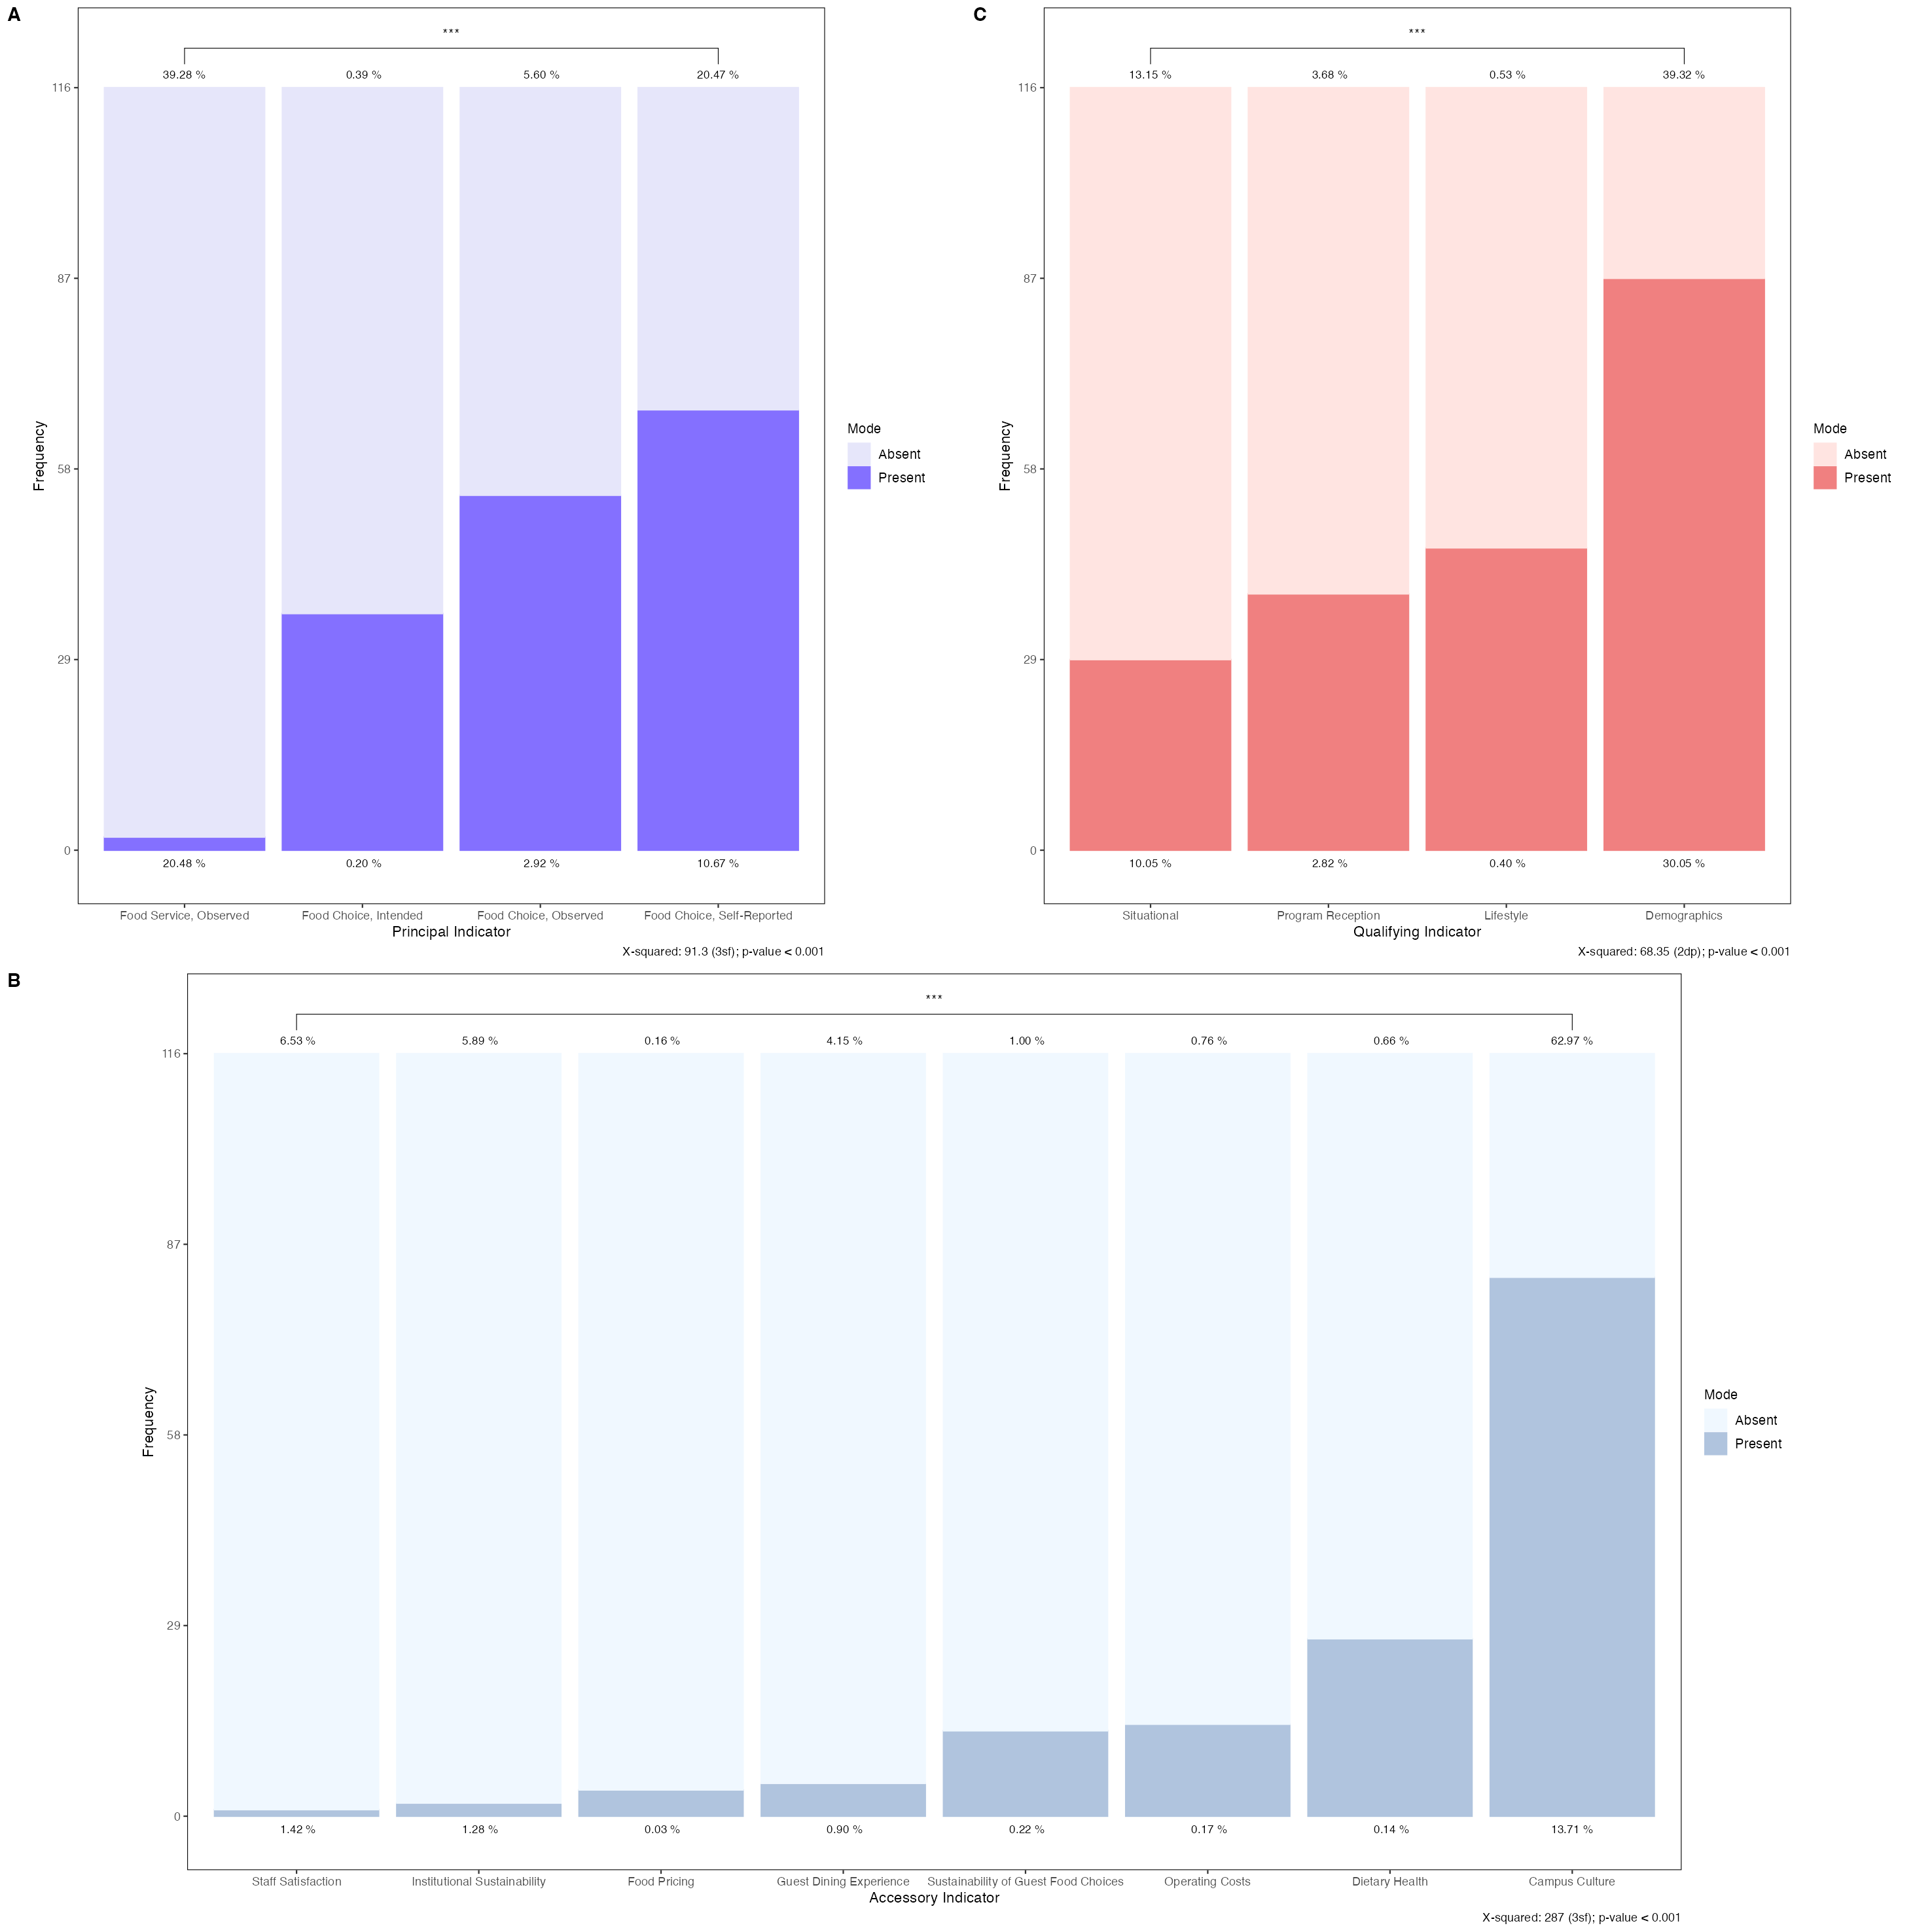 A
***
39.28 %
0.39 %
5.60 %
20.47 %
116
87
58
29
0
Frequency
20.48 %
0.20 %
2.92 %
10.67 %
Food Service, Observed
Food Choice, Intended
Food Choice, Observed
Food Choice, Self-Reported
Principal Indicator
X-squared: 91.3 (3sf); p-value < 0.001
Mode
Absent
Present
C
***
13.15 %
3.68 %
0.53 %
39.32 %
116
87
58
29
0
Frequency
10.05 %
2.82 %
0.40 %
30.05 %
Situational
Program Reception
Lifestyle
Demographics
Qualifying Indicator
X-squared: 68.35 (2dp); p-value < 0.001
Mode
Absent
Present
B
***
6.53 %
5.89 %
0.16 %
4.15 %
1.00 %
0.76 %
0.66 %
62.97 %
116
87
58
29
0
Frequency
1.42 %
1.28 %
0.03 %
0.90 %
0.22 %
0.17 %
0.14 %
13.71 %
Staff Satisfaction
Institutional Sustainability
Food Pricing
Guest Dining Experience
Sustainability of Guest Food Choices
Operating Costs
Dietary Health
Campus Culture
Accessory Indicator
X-squared: 287 (3sf); p-value < 0.001
Mode
Absent
Present